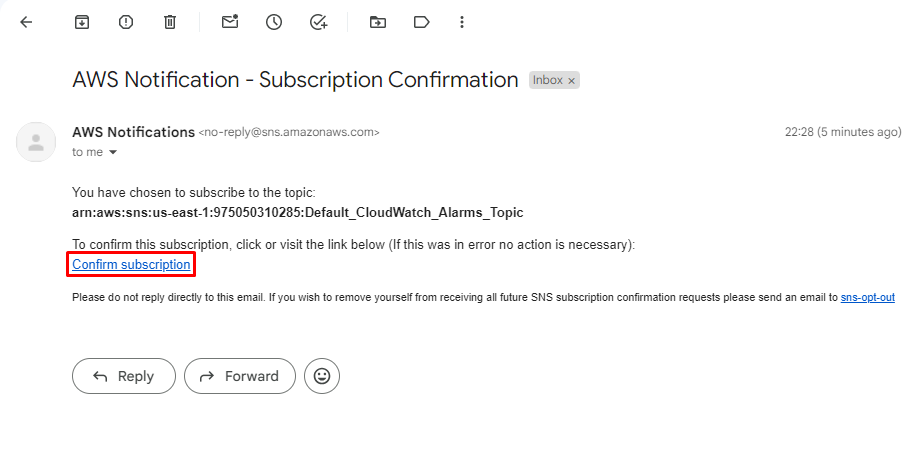 AWS Notification - Subscription Confirmation Inbox ×
AWS Notifications <no-reply@sns.amazonaws.com> 22:28 (5 minutes ago)
to me
You have chosen to subscribe to the topic:
arn:aws:sns:us-east-1:975050310285:Default_CloudWatch_Alarms_Topic
To confirm this subscription, click or visit the link below (If this was in error no action is necessary):
Confirm subscription
Please do not reply directly to this email. If you wish to remove yourself from receiving all future SNS subscription confirmation requests please send an email to sns-opt-out
Reply Forward